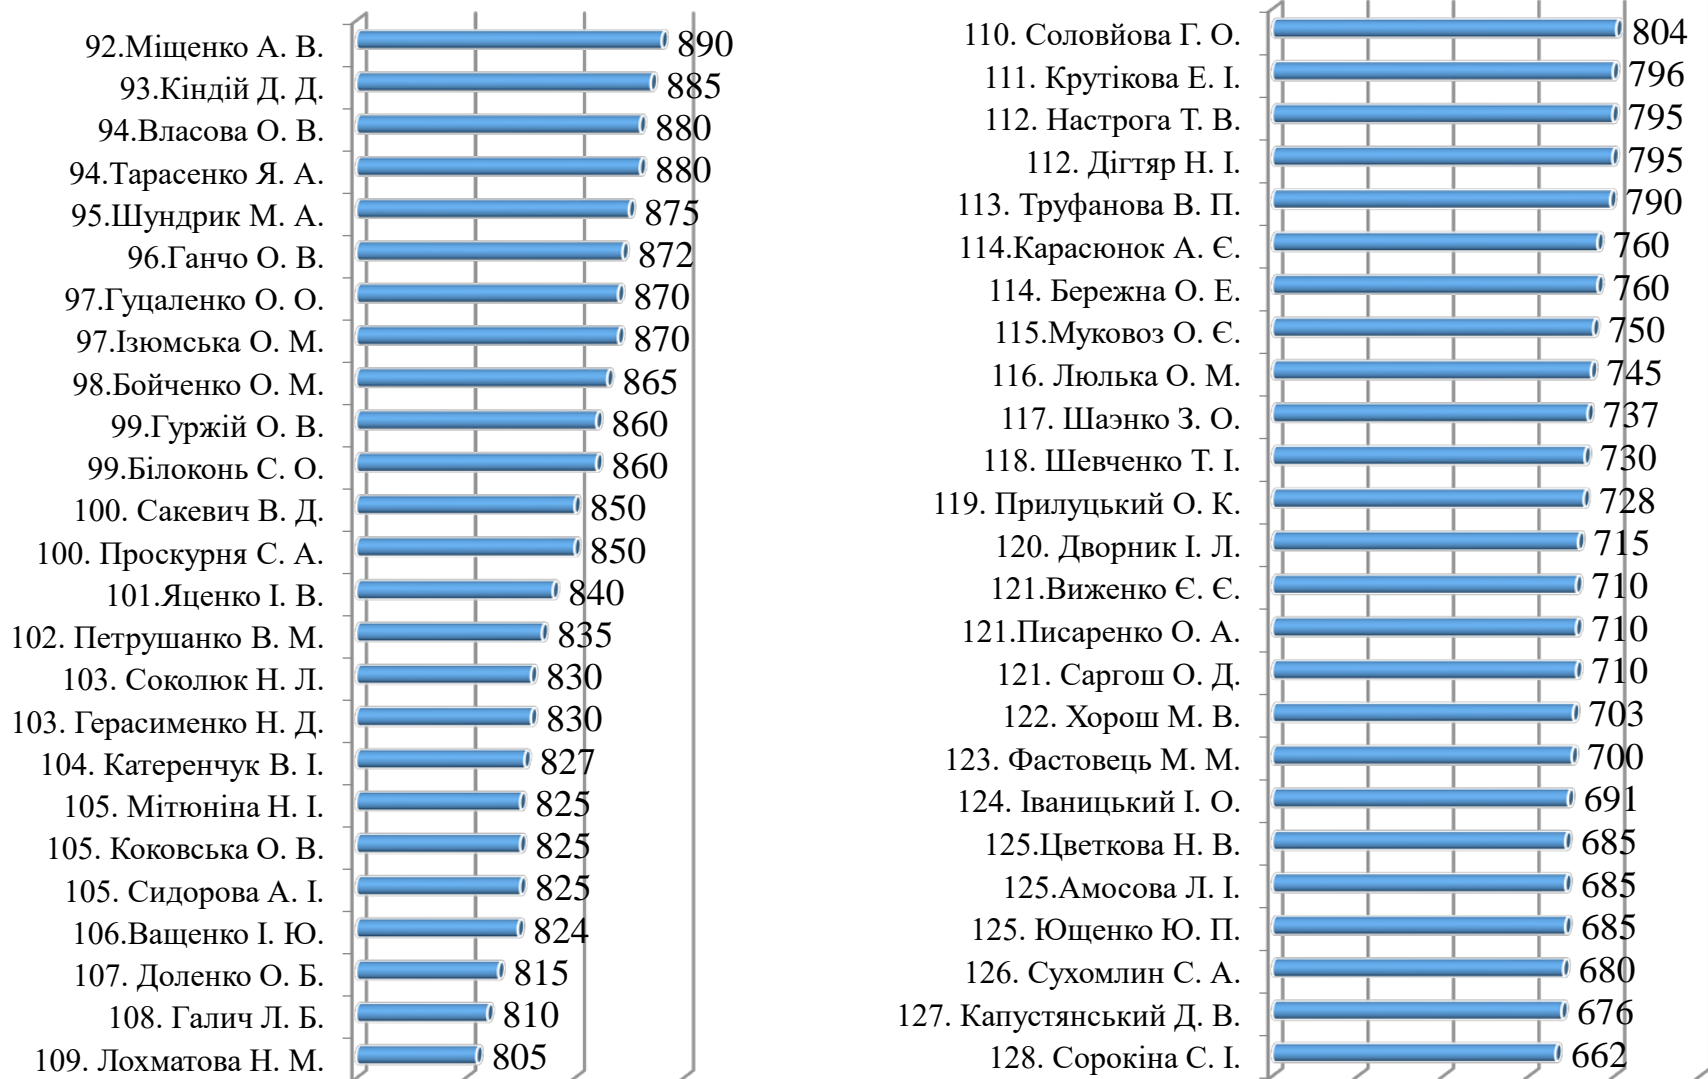 92.Міщенко А. В. 890
93.Кіндій Д. Д. 885
94.Власова О. В. 880
94.Тарасенко Я. А. 880
95.Шундрик М. А. 875
96.Ганчо О. В. 872
97.Гуцаленко О. О. 870
97.Ізюмська О. М. 870
98.Бойченко О. М. 865
99.Гуржій О. В. 860
99.Білоконь С. О. 860
100. Сакевич В. Д. 850
100. Проскурня С. А. 850
101.Яценко І. В. 840
102. Петрушанко В. М. 835
103. Соколюк Н. Л. 830
103. Герасименко Н. Д. 830
104. Катеренчук В. І. 827
105. Мітюніна Н. І. 825
105. Коковська О. В. 825
105. Сидорова А. І. 825
106.Ващенко І. Ю. 824
107. Доленко О. Б. 815
108. Галич Л. Б. 810
109. Лохматова Н. М. 805
110. Соловйова Г. О. 804
111. Крутікова Е. І. 796
112. Настрога Т. В. 795
112. Дігтяр Н. І. 795
113. Труфанова В. П. 790
114.Карасюнок А. Є. 760
114. Бережна О. Е. 760
115.Муковоз О. Є. 750
116. Люлька О. М. 745
117. Шаэнко З. О. 737
118. Шевченко Т. І. 730
119. Прилуцький О. К. 728
120. Дворник І. Л. 715
121.Виженко Є. Є. 710
121.Писаренко О. А. 710
121. Саргош О. Д. 710
122. Хорош М. В. 703
123. Фастовець М. М. 700
124. Іваницький І. О. 691
125.Цветкова Н. В. 685
125.Амосова Л. І. 685
125. Ющенко Ю. П. 685
126. Сухомлин С. А. 680
127. Капустянський Д. В. 676
128. Сорокіна С. І. 662